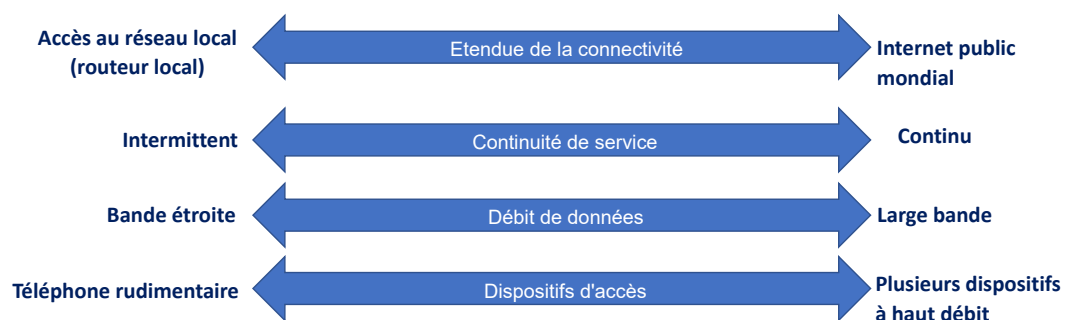 Accès au réseau local
(routeur local)
Etendue de la connectivité
Internet public
mondial
Intermittent
Continuité de service
Continu
Bande étroite
Débit de données
Large bande
Téléphone rudimentaire
Dispositifs d'accès
Plusieurs dispositifs
à haut débit